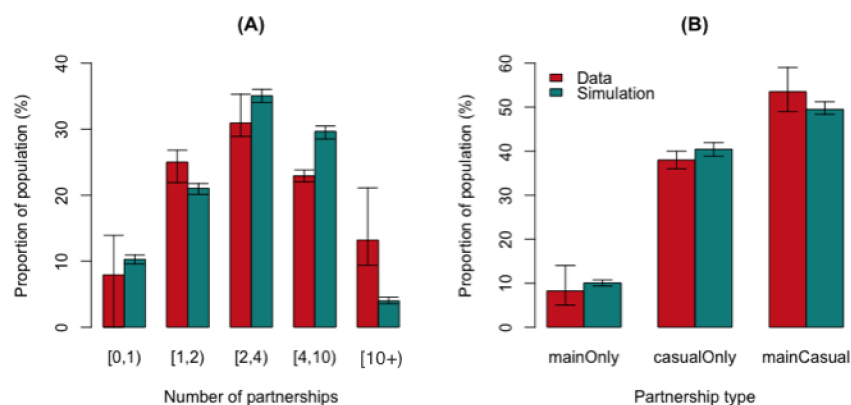 (A)
Proportion of population (%)
0
10
20
30
40
[0,1)
[1,2)
[2,4)
[4,10)
[10+)
Number of partnerships
(B)
Data
Simulation
Proportion of population (%)
0
10
20
30
40
50
60
mainOnly
casualOnly
mainCasual
Partnership type